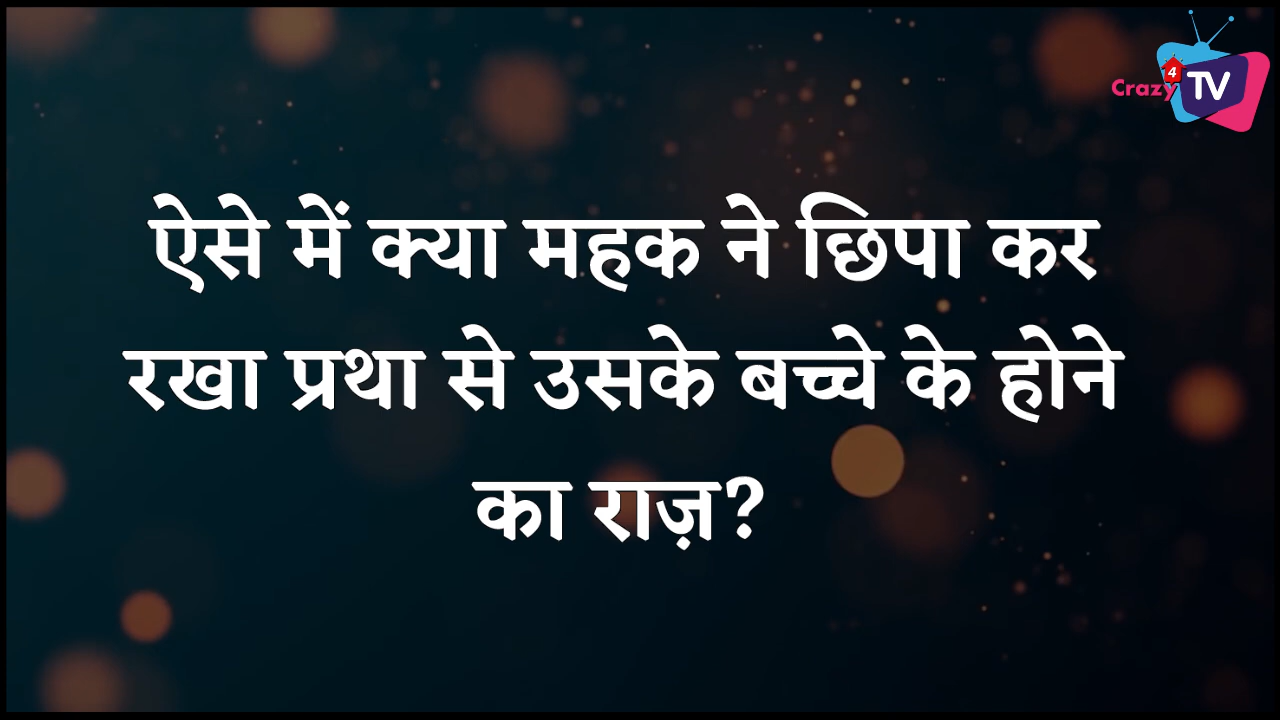 Crazy 4 TV
ऐसे में क्या महक ने छिपा कर
रखा प्रथा से उसके बच्चे के होने
का राज़?